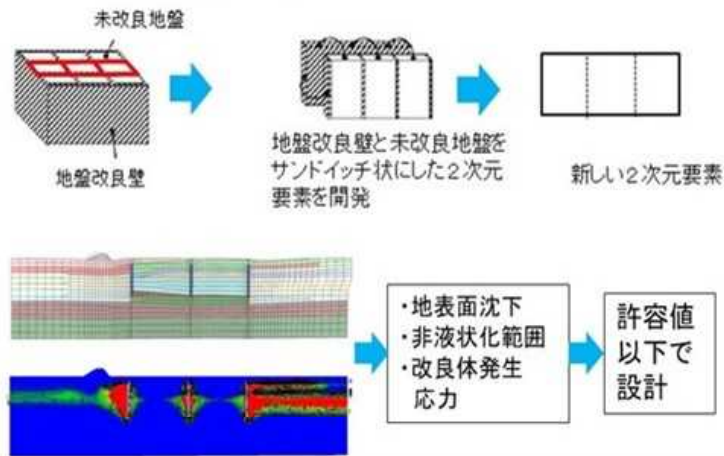 未改良地盤
地盤改良壁
地盤改良壁と未改良地盤を
サンドイッチ状にした2次元
要素を開発
新しい2次元要素
・地表面沈下
・非液状化範囲
・改良体発生
応力
許容値
以下で
設計